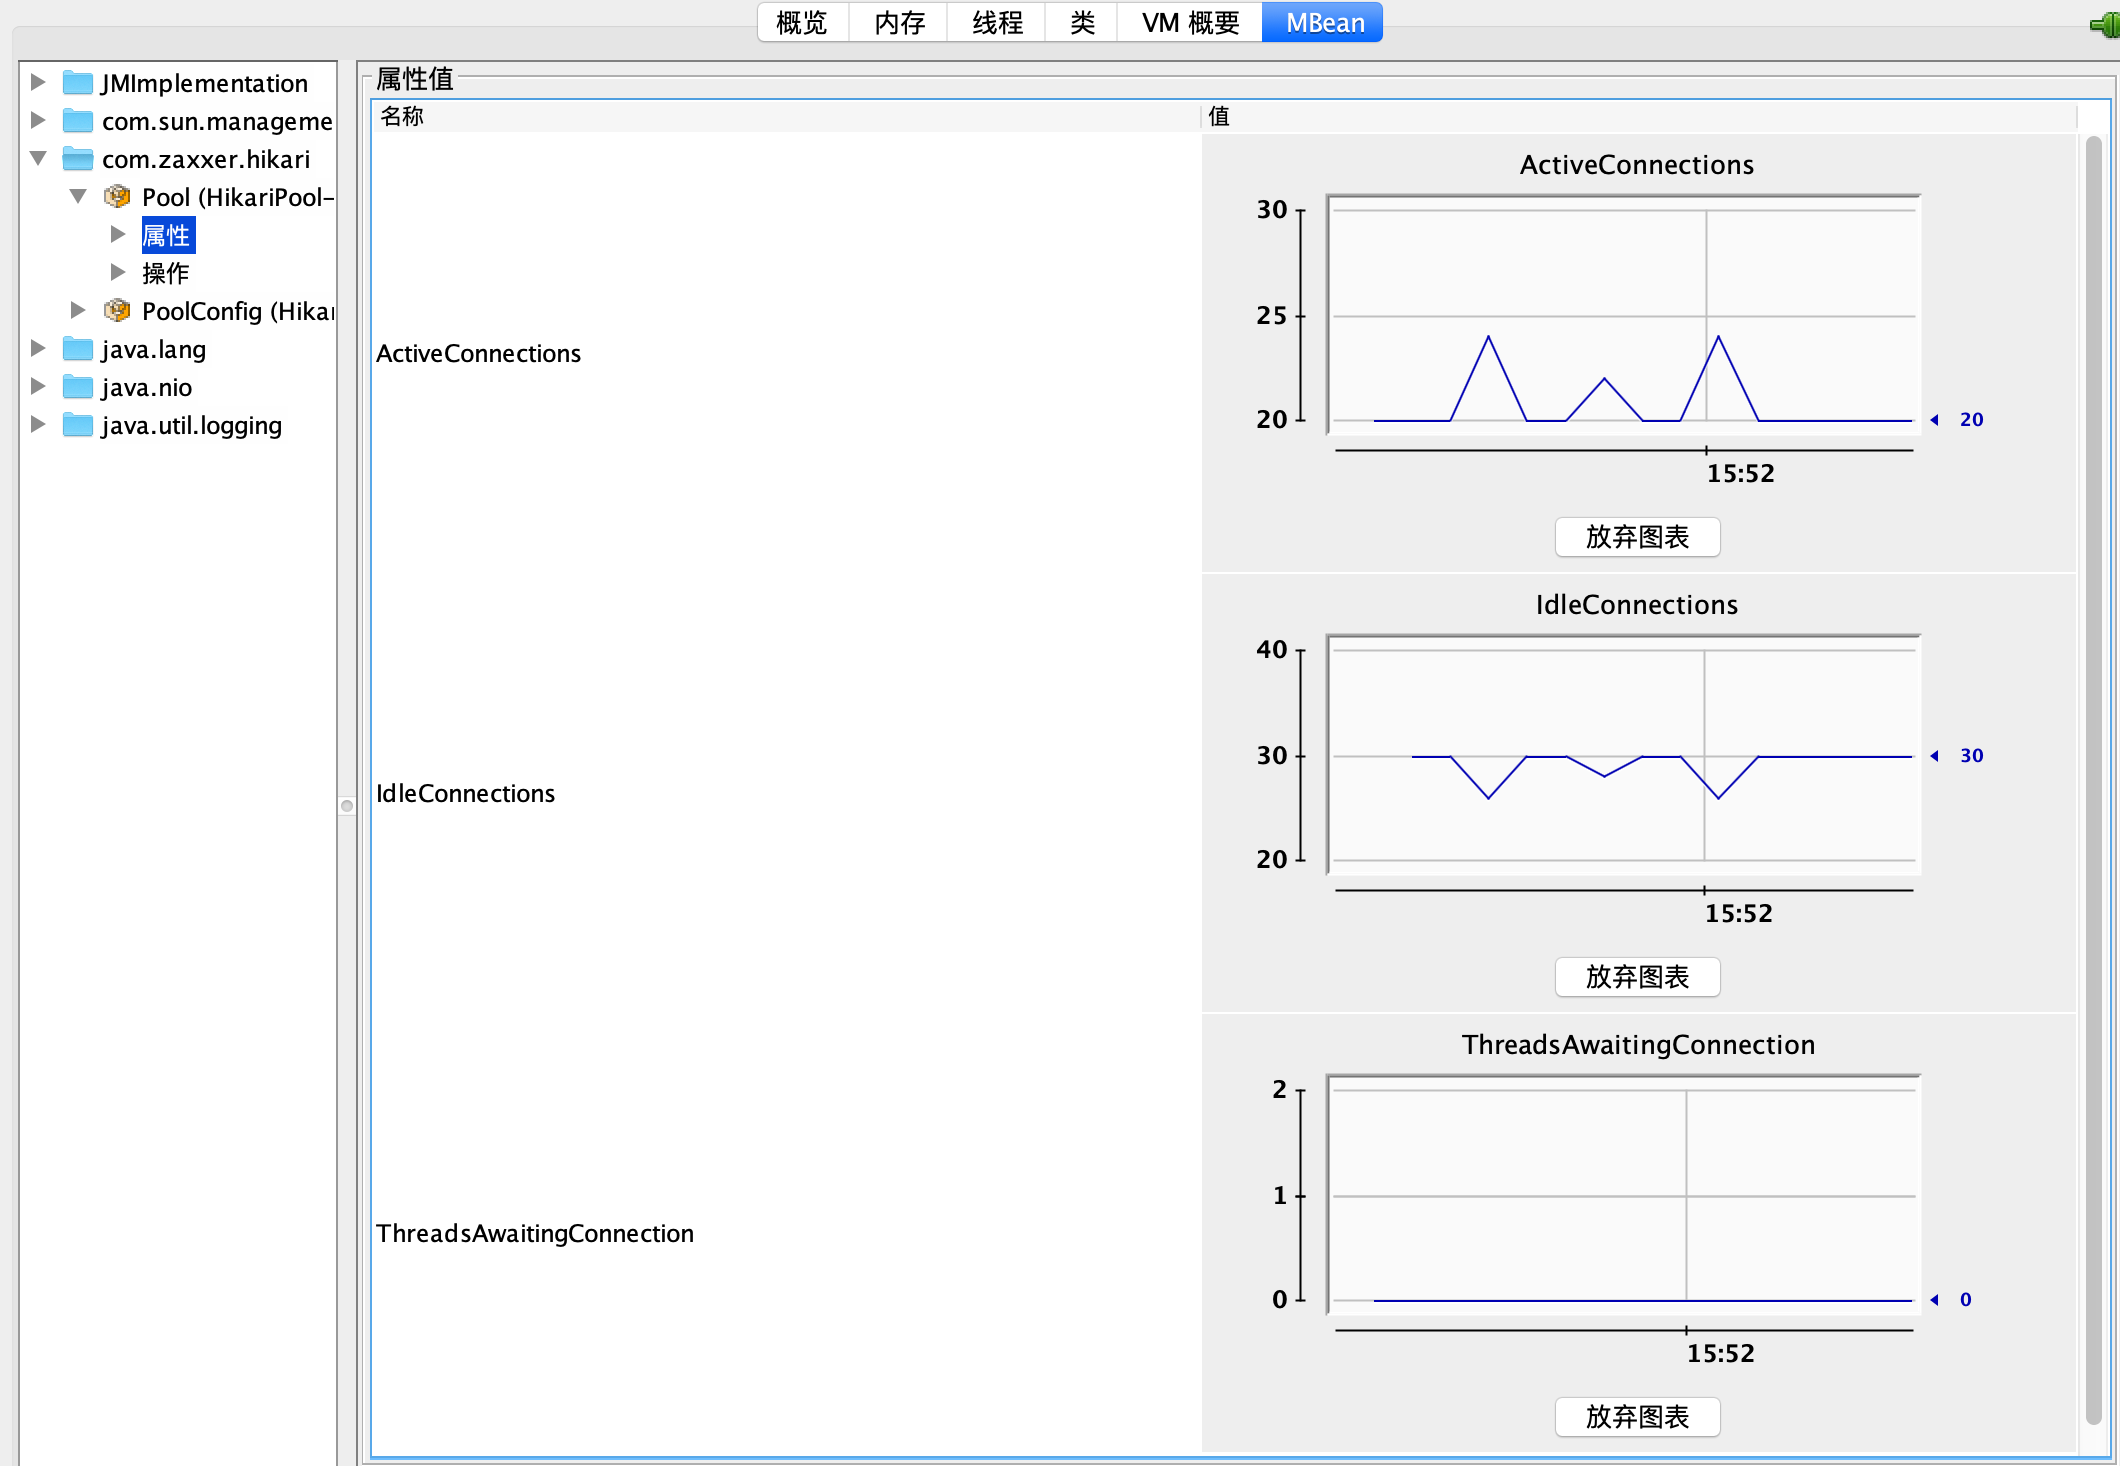 概览 内存 线程 类 VM 概要 MBean
JMImplementation
com.sun.manageme
com.zaxxer.hikari
Pool (HikariPool-
属性
操作
PoolConfig (Hikar
java.lang
java.nio
java.util.logging
属性值
名称 值
ActiveConnections
ActiveConnections
30
25
20
20
15:52
放弃图表
IdleConnections
IdleConnections
40
30
20
30
15:52
放弃图表
ThreadsAwaitingConnection
ThreadsAwaitingConnection
2
1
0
0
15:52
放弃图表